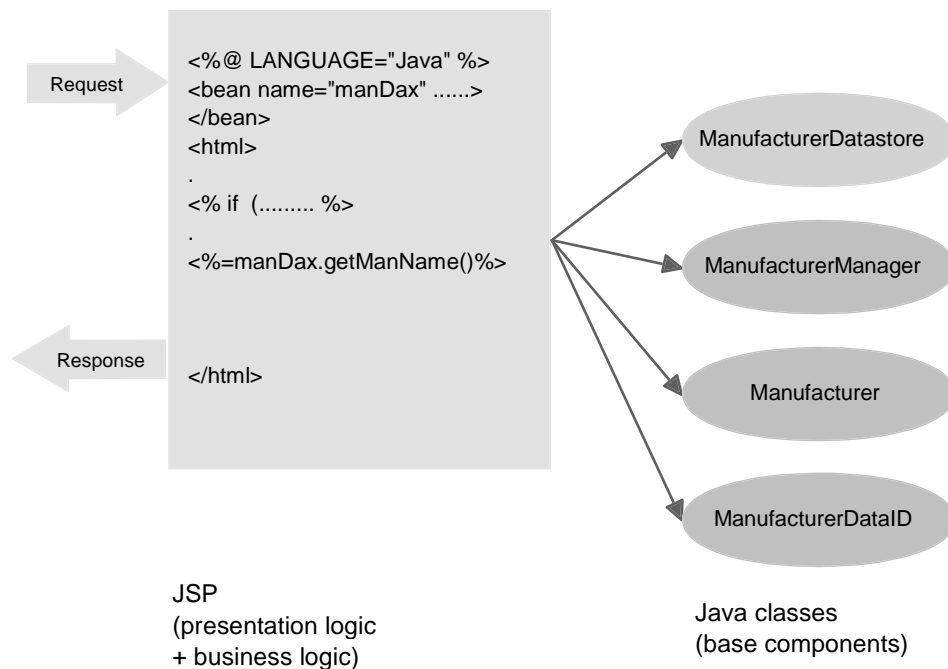 Request
<%@ LANGUAGE="Java" %>
<bean name="manDax" ......>
</bean>
<html>
.
<% if  (......... %>
.
<%=manDax.getManName()%>
</html>
Response
ManufacturerDatastore
ManufacturerManager
Manufacturer
ManufacturerDataID
JSP
(presentation logic
+ business logic)
Java classes
(base components)